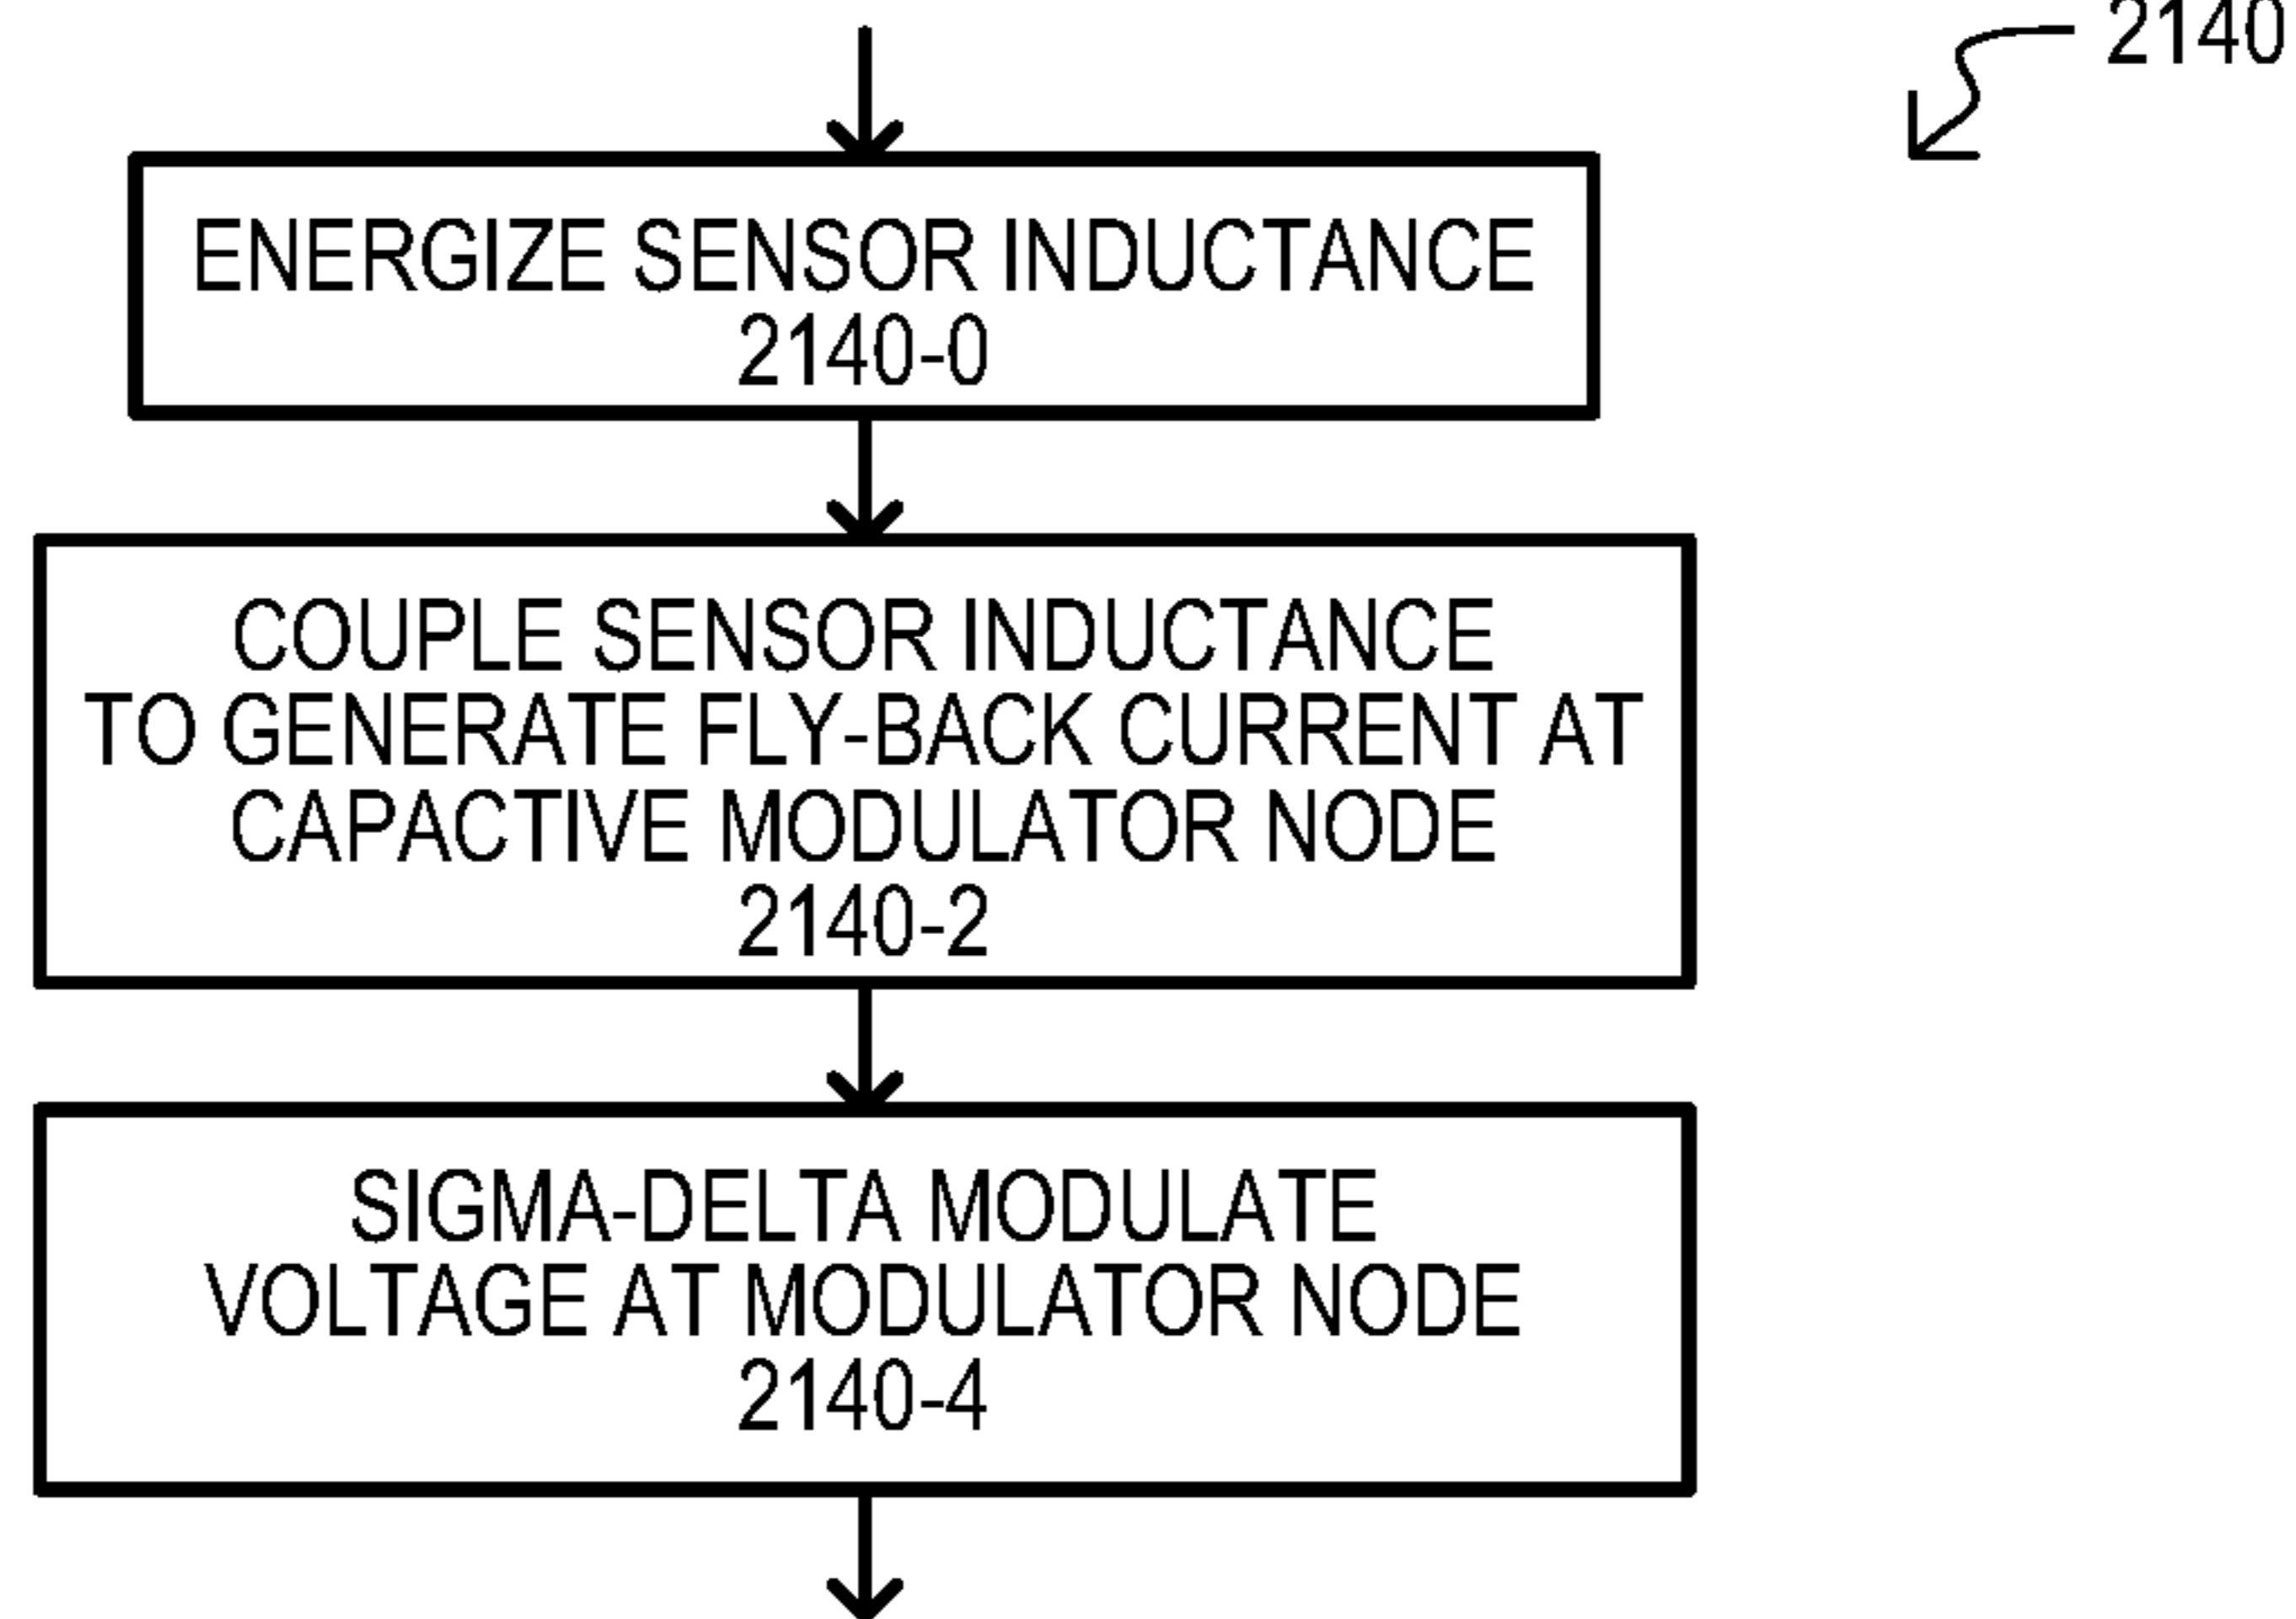 2140
ENERGIZE SENSOR INDUCTANCE
2140-0
COUPLE SENSOR INDUCTANCE
TO GENERATE FLY-BACK CURRENT AT
CAPACTIVE MODULATOR NODE
2140-2
SIGMA-DELTA MODULATE
VOLTAGE AT MODULATOR NODE
2140-4